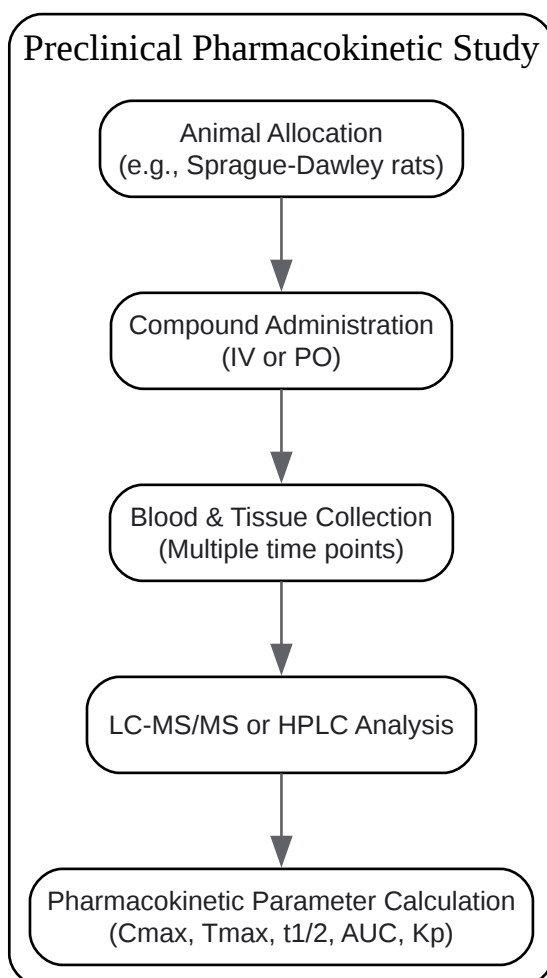 Preclinical Pharmacokinetic Study
Animal Allocation
(e.g., Sprague-Dawley rats)
Compound Administration
(IV or PO)
Blood & Tissue Collection
(Multiple time points)
LC-MS/MS or HPLC Analysis
Pharmacokinetic Parameter Calculation
(Cmax, Tmax, t1/2, AUC, Kp)